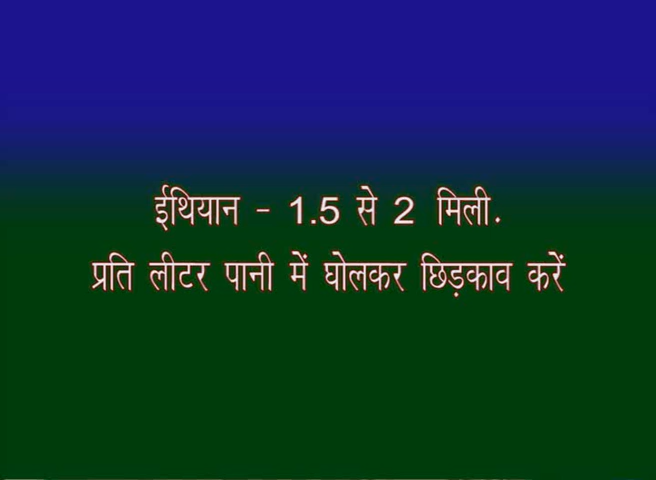 ईथियान - 1.5 से 2 मिली.
प्रति लीटर पानी में घोलकर छिड़काव करें